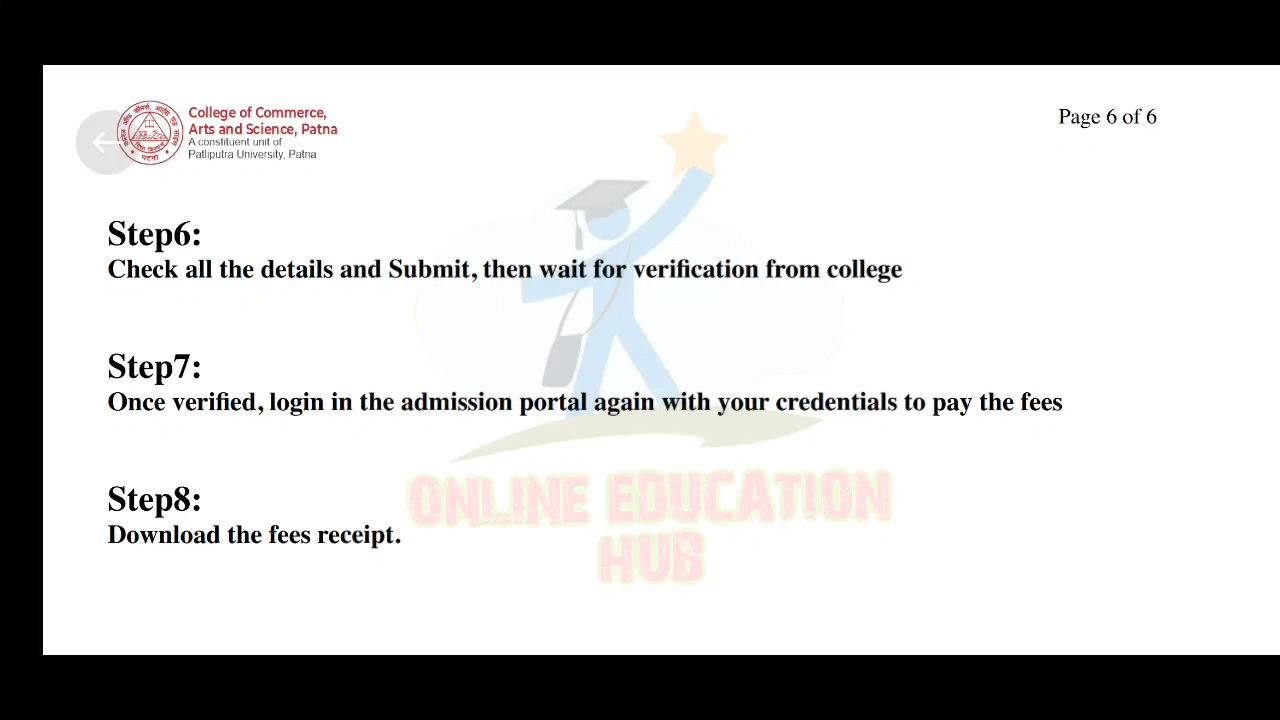 College of Commerce,
Arts and Science, Patna
A constituent unit of
Patliputra University, Patna
Page 6 of 6
पटना
Step6:
Check all the details and Submit, then wait for verification from college
Step7:
Once verified, login in the admission portal again with your credentials to pay the fees
Step8:
Download the fees receipt.
ONLINE EDUCATION
HUB